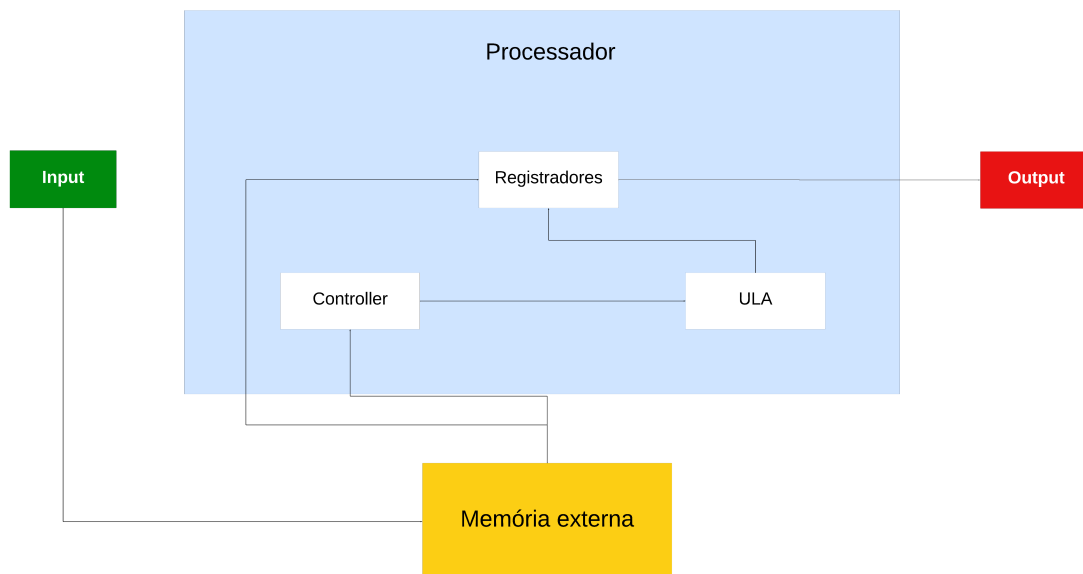 Processador
Input
Registradores
Output
Controller
ULA
Memória externa